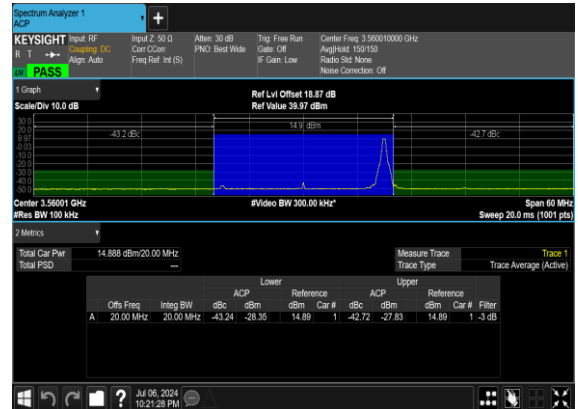 Spectrum Analyzer 1
ACP
+
KEYSIGHT Input: RF Input Z: 50 Ω Atten: 30 dB Trig: Free Run Center Freq: 3.560010000 GHz
R T Coupling: DC Corr CCorr PNO: Best Wide Gate: Off Avg|Hold: 150/150
Align: Auto Freq Ref: Int (S) IF Gain: Low Radio Std: None
PASS Noise Correction: Off
1 Graph
Ref Lvl Offset 18.87 dB
Scale/Div 10.0 dB Ref Value 39.97 dBm
30.0 14.9 dBm
20.0 -43.2 dBc -42.7 dBc
9.97
-0.03
-10.0
-20.0
-30.0
-40.0
-50.0
Center 3.56001 GHz #Video BW 300.00 kHz* Span 60 MHz
#Res BW 100 kHz Sweep 20.0 ms (1001 pts)
2 Metrics
Total Car Pwr 14.888 dBm/20.00 MHz Measure Trace Trace 1
Total PSD --- Trace Type Trace Average (Active)
Lower Upper
ACP Reference ACP Reference
Offs Freq Integ BW dBc dBm dBm Car # dBc dBm dBm Car # Filter
A 20.00 MHz 20.00 MHz -43.24 -28.35 14.89 1 -42.72 -27.83 14.89 1 -3 dB
? Jul 06, 2024
10:21:28 PM